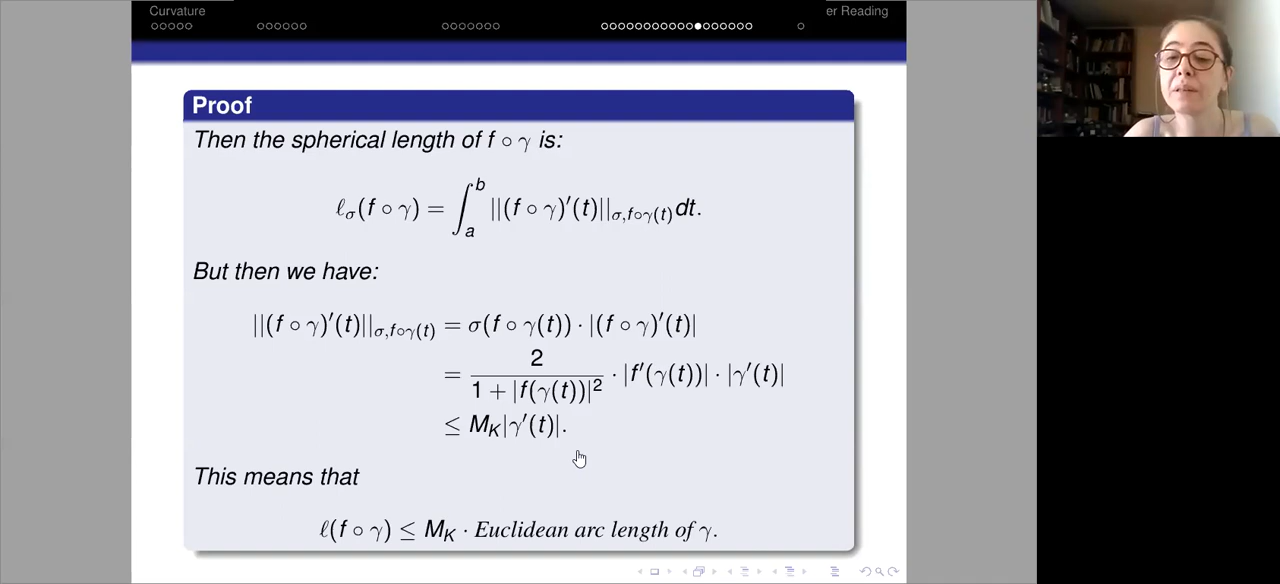 Curvature
er Reading
Proof
Then the spherical length of f ∘ γ is:
ℓ_σ(f ∘ γ) = ∫_a^b ||(f ∘ γ)′(t)||_{σ,f∘γ(t)} dt.
But then we have:
||(f ∘ γ)′(t)||_{σ,f∘γ(t)} = σ(f ∘ γ(t)) · |(f ∘ γ)′(t)|
= 2 / (1 + |f(γ(t))|²) · |f′(γ(t))| · |γ′(t)|
≤ M_K|γ′(t)|.
This means that
ℓ(f ∘ γ) ≤ M_K · Euclidean arc length of γ.